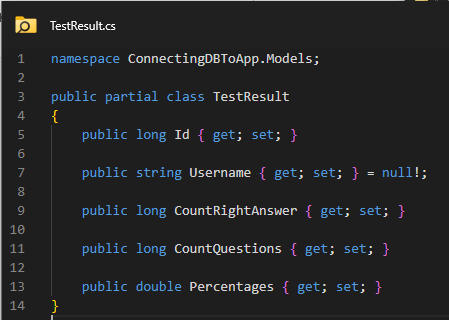 TestResult.cs
1 namespace ConnectingDBToApp.Models;
2
3 public partial class TestResult
4 {
5 public long Id { get; set; }
6
7 public string Username { get; set; } = null!;
8
9 public long CountRightAnswer { get; set; }
10
11 public long CountQuestions { get; set; }
12
13 public double Percentages { get; set; }
14 }